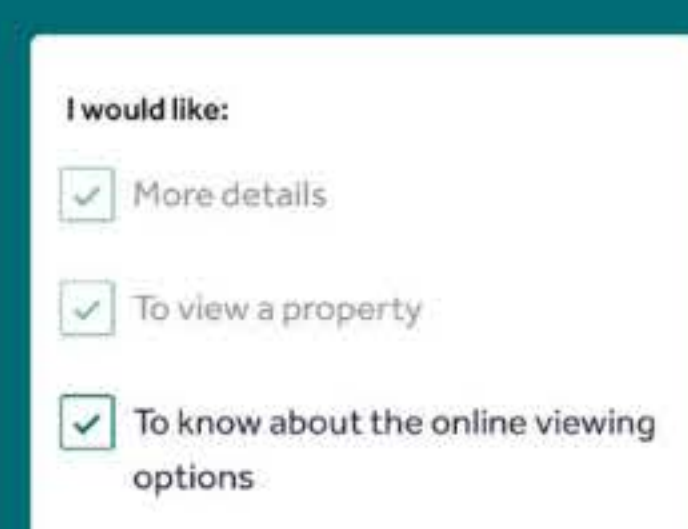 I would like:
More details
To view a property
To know about the online viewing
options